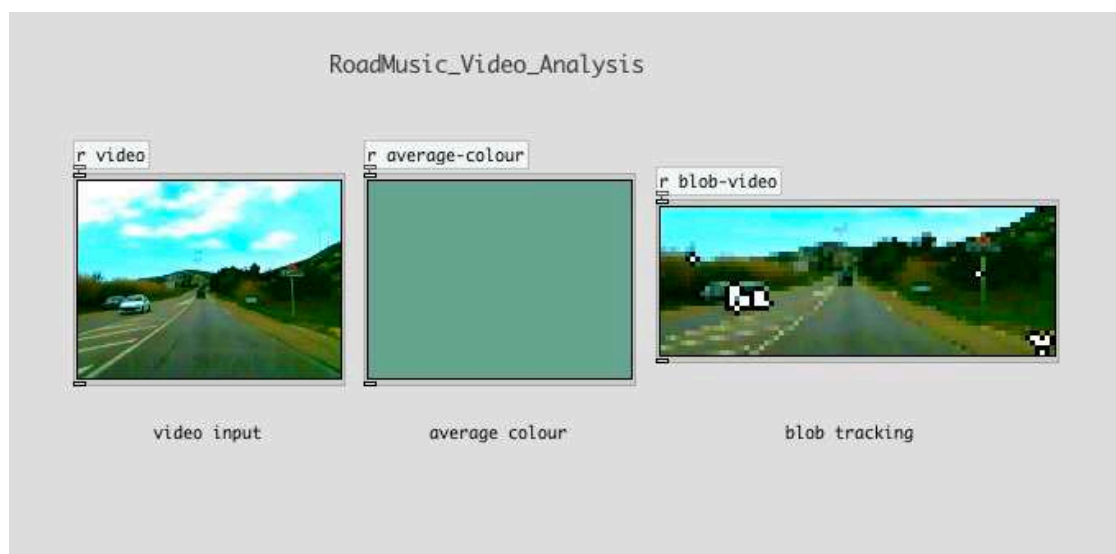 RoadMusic_Video_Analysis
r video
r average-colour
r blob-video
video input
average colour
blob tracking